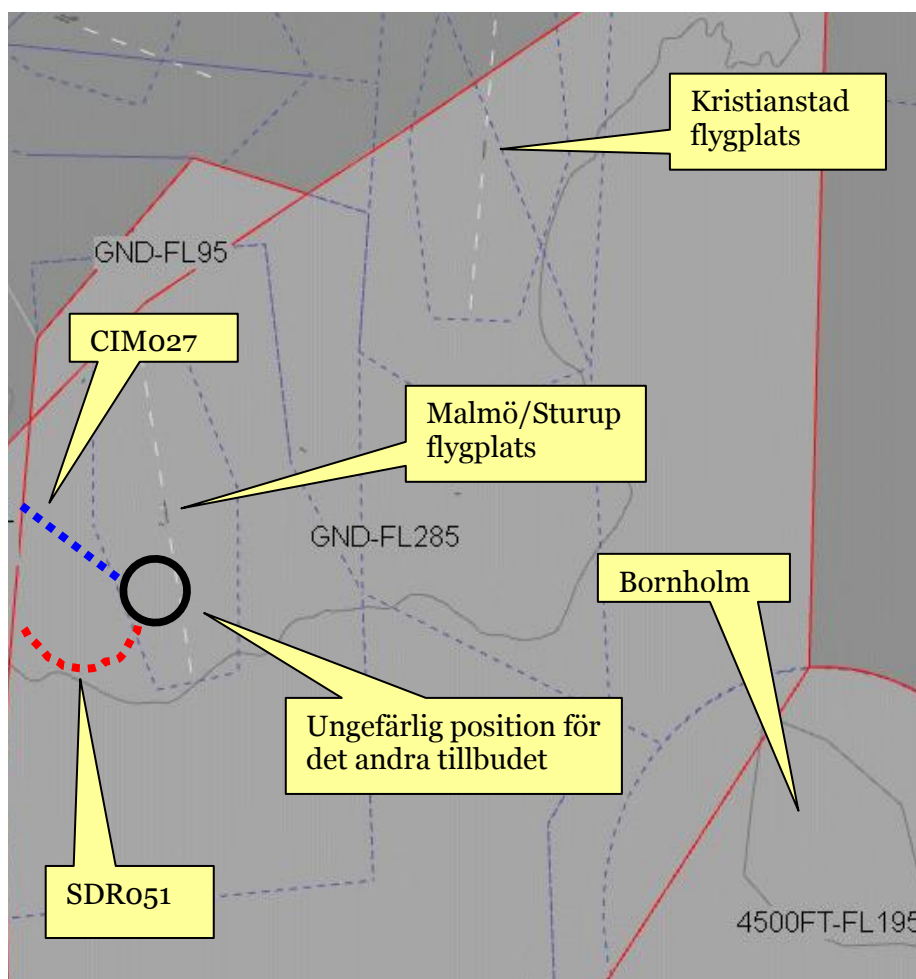 Kristianstad
flygplats
GND-FL95
CIM027
Malmö/Sturup
flygplats
GND-FL285
Bornholm
Ungefärlig position för
det andra tillbudet
SDR051
4500FT-FL195